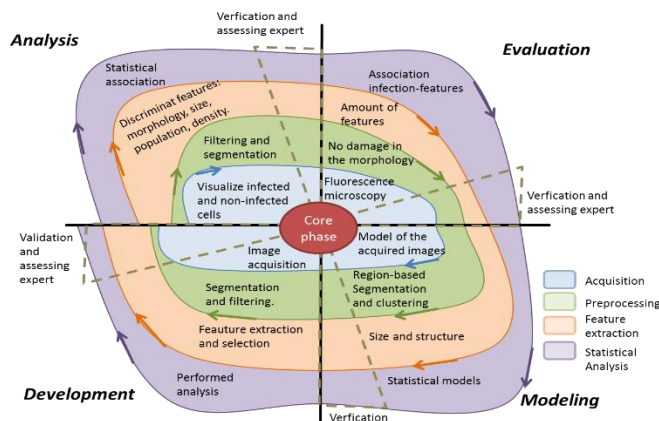 Verfication and
assessing expert
Analysis
Evaluation
Statistical
association
Association
infection-features
Discriminat features:
morphology, size,
population, density.
Amount of
features
Filtering and
segmentation
No damage in
the morphology
Visualize infected
and non-infected
cells
Fluorescence
microscopy
Verfication and
assessing expert
Core
phase
Validation and
assessing
expert
Image
acquisition
Model of the
acquired images
Segmentation
and filtering.
Region-based
Segmentation
and clustering
Feauture extraction
and selection
Size and structure
Performed
analysis
Statistical models
Development
Modeling
Verfication
Acquisition
Preprocessing
Feature
extraction
Statistical
Analysis